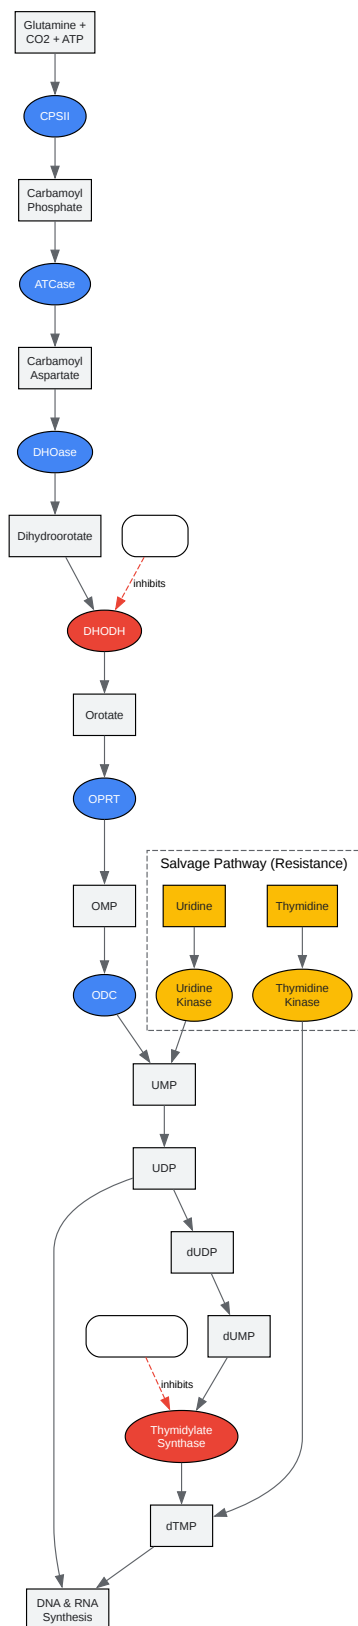 Glutamine +
CO2 + ATP
CPSII
Carbamoyl
Phosphate
ATCase
Carbamoyl
Aspartate
DHOase
Dihydroorotate
inhibits
DHODH
Orotate
OPRT
Salvage Pathway (Resistance)
OMP
Uridine
Thymidine
ODC
Uridine
Kinase
Thymidine
Kinase
UMP
UDP
dUDP
dUMP
inhibits
Thymidylate
Synthase
dTMP
DNA & RNA
Synthesis